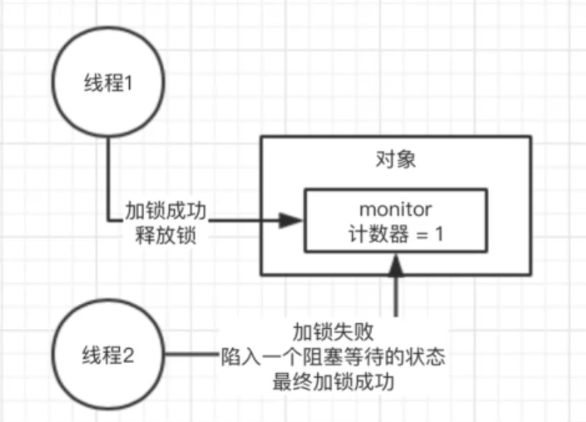 线程1
对象
加锁成功
释放锁
monitor
计数器 = 1
线程2
加锁失败
陷入一个阻塞等待的状态
最终加锁成功